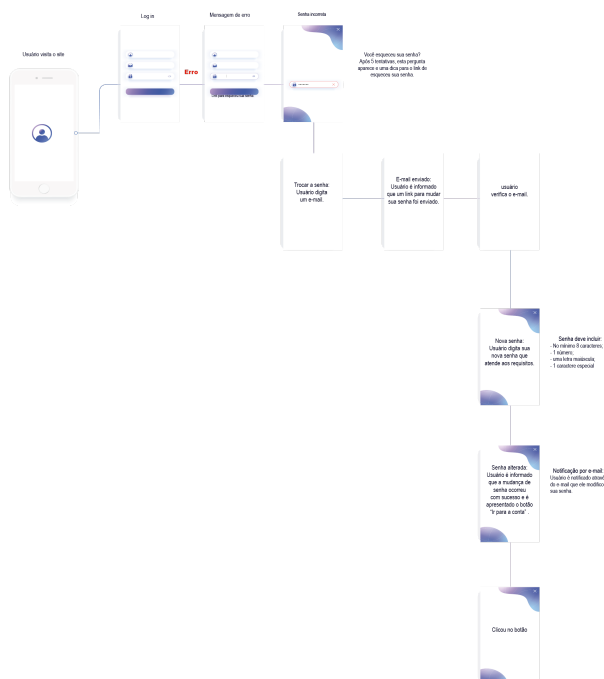 Usuário visita o site
Log in
Mensagem de erro
Senha incorreta
Erro
Você esqueceu sua senha?
Após 5 tentativas, esta pergunta
aparece e uma dica para o link de
esqueceu sua senha.
Trocar a senha:
Usuário digita
um e-mail.
E-mail enviado:
Usuário é informado
que um link para mudar
sua senha foi enviado.
usuário
verifica o e-mail.
Nova senha:
Usuário digita sua
nova senha que
atende aos requisitos.
Senha deve incluir:
- No mínimo 8 caracteres;
- 1 número;
- uma letra maiúscula;
- 1 caractere especial
Senha alterada:
Usuário é informado
que a mudança de
senha ocorreu
com sucesso e é
apresentado o botão
“Ir para a conta” .
Notificação por e-mail:
Usuário é notificado atravé
do e-mail que ele modifico
sua senha.
Clicou no botão